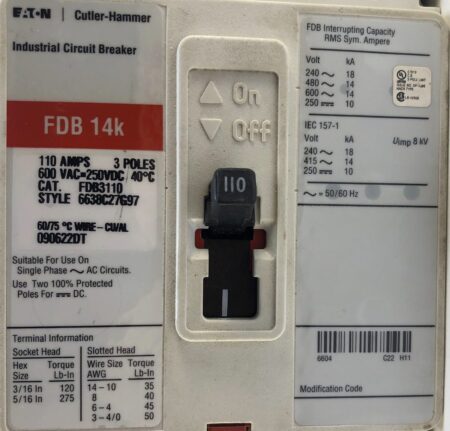 EATON Cutler-Hammer
Industrial Circuit Breaker
FDB 14k
110 AMPS 3 POLES
600 VAC≈250VDC 40°C
CAT. FDB3110
STYLE 6638C27G97
60/75 °C WIRE - CU/AL
090622DT
Suitable For Use On
Single Phase ~ AC Circuits.
Use Two 100% Protected
Poles For ⎓ DC.
Terminal Information
Socket Head
Hex Torque
Size Lb-In
3/16 In 120
5/16 In 275
Slotted Head
Wire Size Torque
AWG Lb-In
14 - 10 35
8 40
6 - 4 45
3 - 4/0 50
△ On
▽ Off
110
FDB Interrupting Capacity
RMS Sym. Ampere
Volt kA
240 ~ 18
480 ~ 14
600 ~ 14
250 ⎓ 10
IEC 157-1
Uimp 8 kV
Volt kA
240 ~ 18
415 ~ 14
250 ⎓ 10
~ = 50/60 Hz
6604 C22 H11
Modification Code